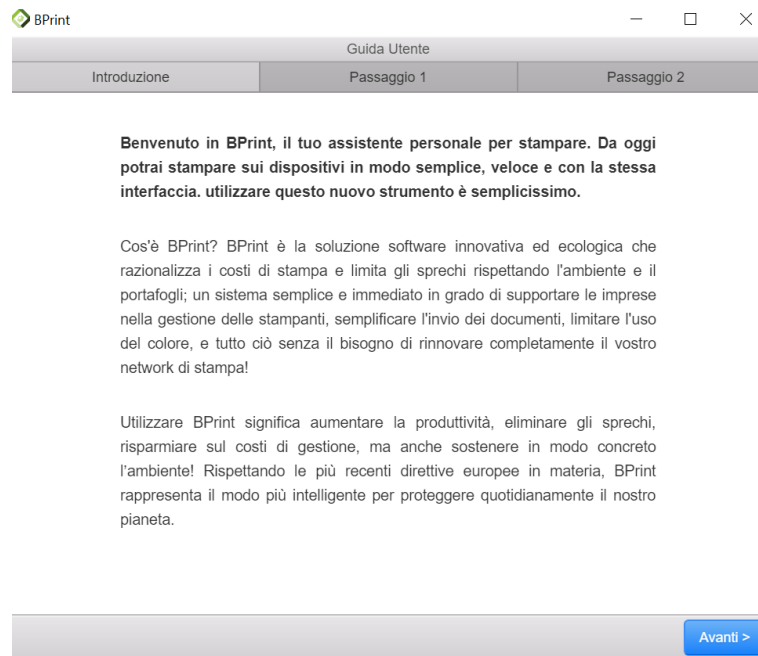 BPrint
Guida Utente
Introduzione
Passaggio 1
Passaggio 2
Benvenuto in BPrint, il tuo assistente personale per stampare. Da oggi
potrai stampare sui dispositivi in modo semplice, veloce e con la stessa
interfaccia. utilizzare questo nuovo strumento è semplicissimo.
Cos'è BPrint? BPrint è la soluzione software innovativa ed ecologica che
razionalizza i costi di stampa e limita gli sprechi rispettando l'ambiente e il
portafogli; un sistema semplice e immediato in grado di supportare le imprese
nella gestione delle stampanti, semplificare l'invio dei documenti, limitare l'uso
del colore, e tutto ciò senza il bisogno di rinnovare completamente il vostro
network di stampa!
Utilizzare BPrint significa aumentare la produttività, eliminare gli sprechi,
risparmiare sul costi di gestione, ma anche sostenere in modo concreto
l’ambiente! Rispettando le più recenti direttive europee in materia, BPrint
rappresenta il modo più intelligente per proteggere quotidianamente il nostro
pianeta.
Avanti >